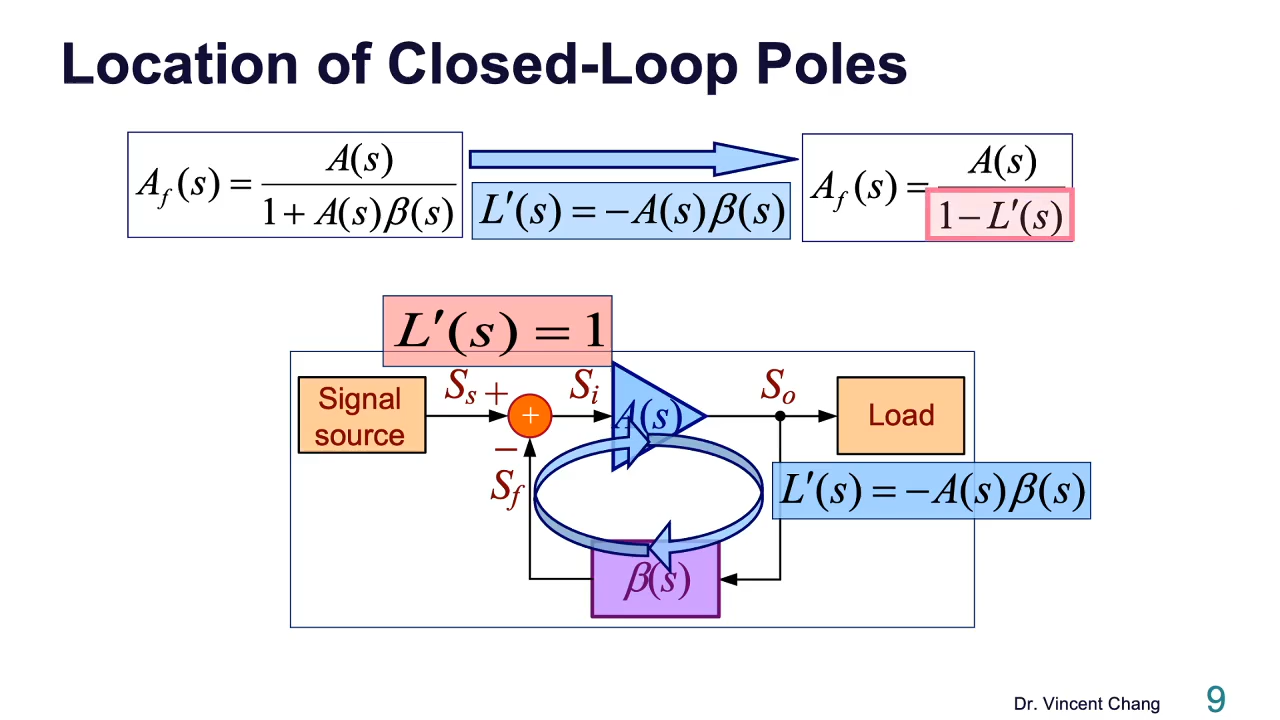 Location of Closed-Loop Poles
A_f(s) = A(s) / (1 + A(s)β(s))
L′(s) = −A(s)β(s)
A_f(s) = A(s) / (1 − L′(s))
L′(s) = 1
Signal
source
S_s +
+
S_i
A(s)
S_o
Load
−
S_f
L′(s) = −A(s)β(s)
β(s)
Dr. Vincent Chang
9